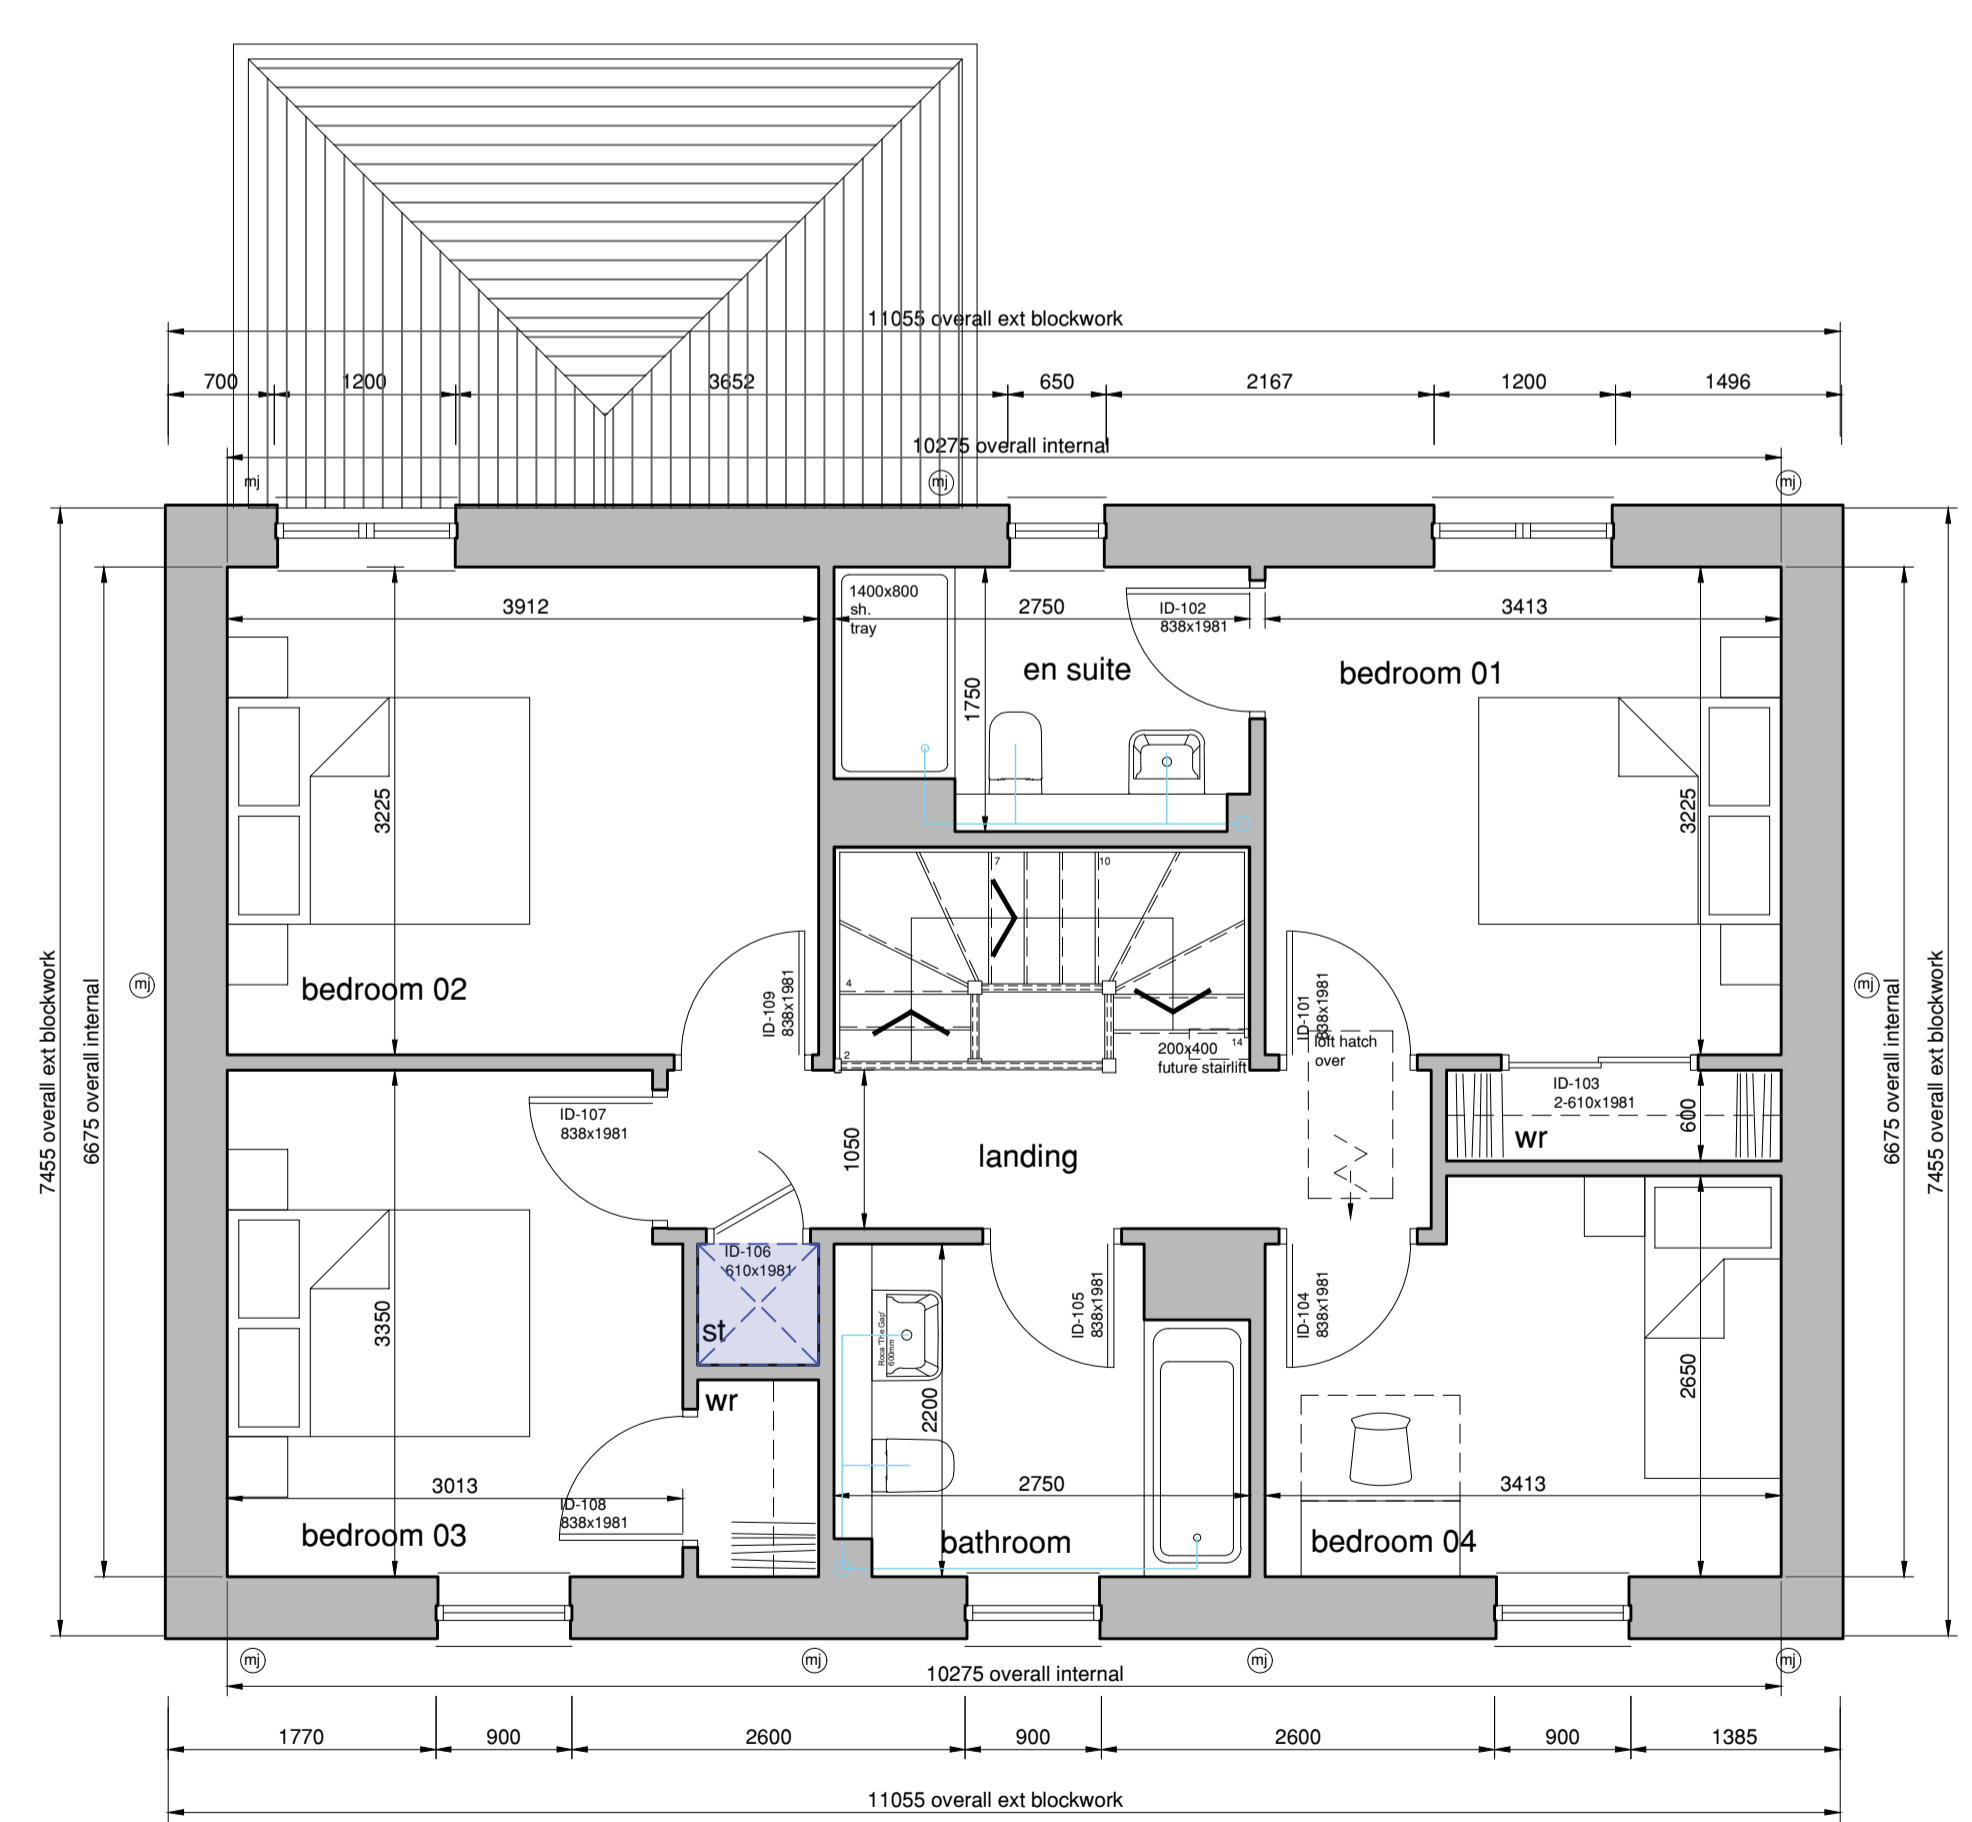 11055 overall ext blockwork
700
1200
3652
650
2167
1200
1496
10275 overall internal
mj
mj
mj
3912
1400x800
sh.
tray
2750
ID-102
838x1981
3413
en suite
bedroom 01
1750
3225
3225
7
10
4
2
14
bedroom 02
ID-109
838x1981
ID-101
838x1981
200x400
future stairlift
loft hatch
over
mj
mj
7455 overall ext blockwork
6675 overall internal
6675 overall internal
7455 overall ext blockwork
ID-107
838x1981
1050
landing
ID-103
2-610x1981
wr
600
ID-106
610x1981
st
3350
Roca 'The Gap'
600mm
ID-105
838x1981
ID-104
838x1981
2650
wr
2200
3013
ID-108
838x1981
2750
3413
bedroom 03
bathroom
bedroom 04
mj
mj
mj
mj
10275 overall internal
1770
900
2600
900
2600
900
1385
11055 overall ext blockwork